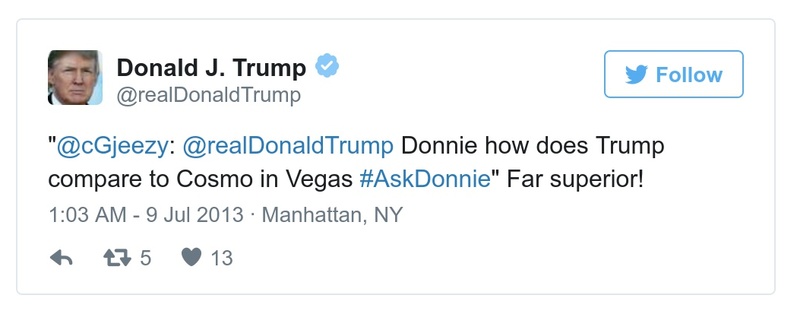 Donald J. Trump
@realDonaldTrump
Follow
"@cGjeezy: @realDonaldTrump Donnie how does Trump
compare to Cosmo in Vegas #AskDonnie" Far superior!
1:03 AM - 9 Jul 2013 · Manhattan, NY
5 13